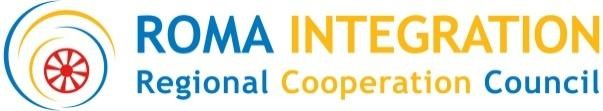 ROMA INTEGRATION
Regional Cooperation Council